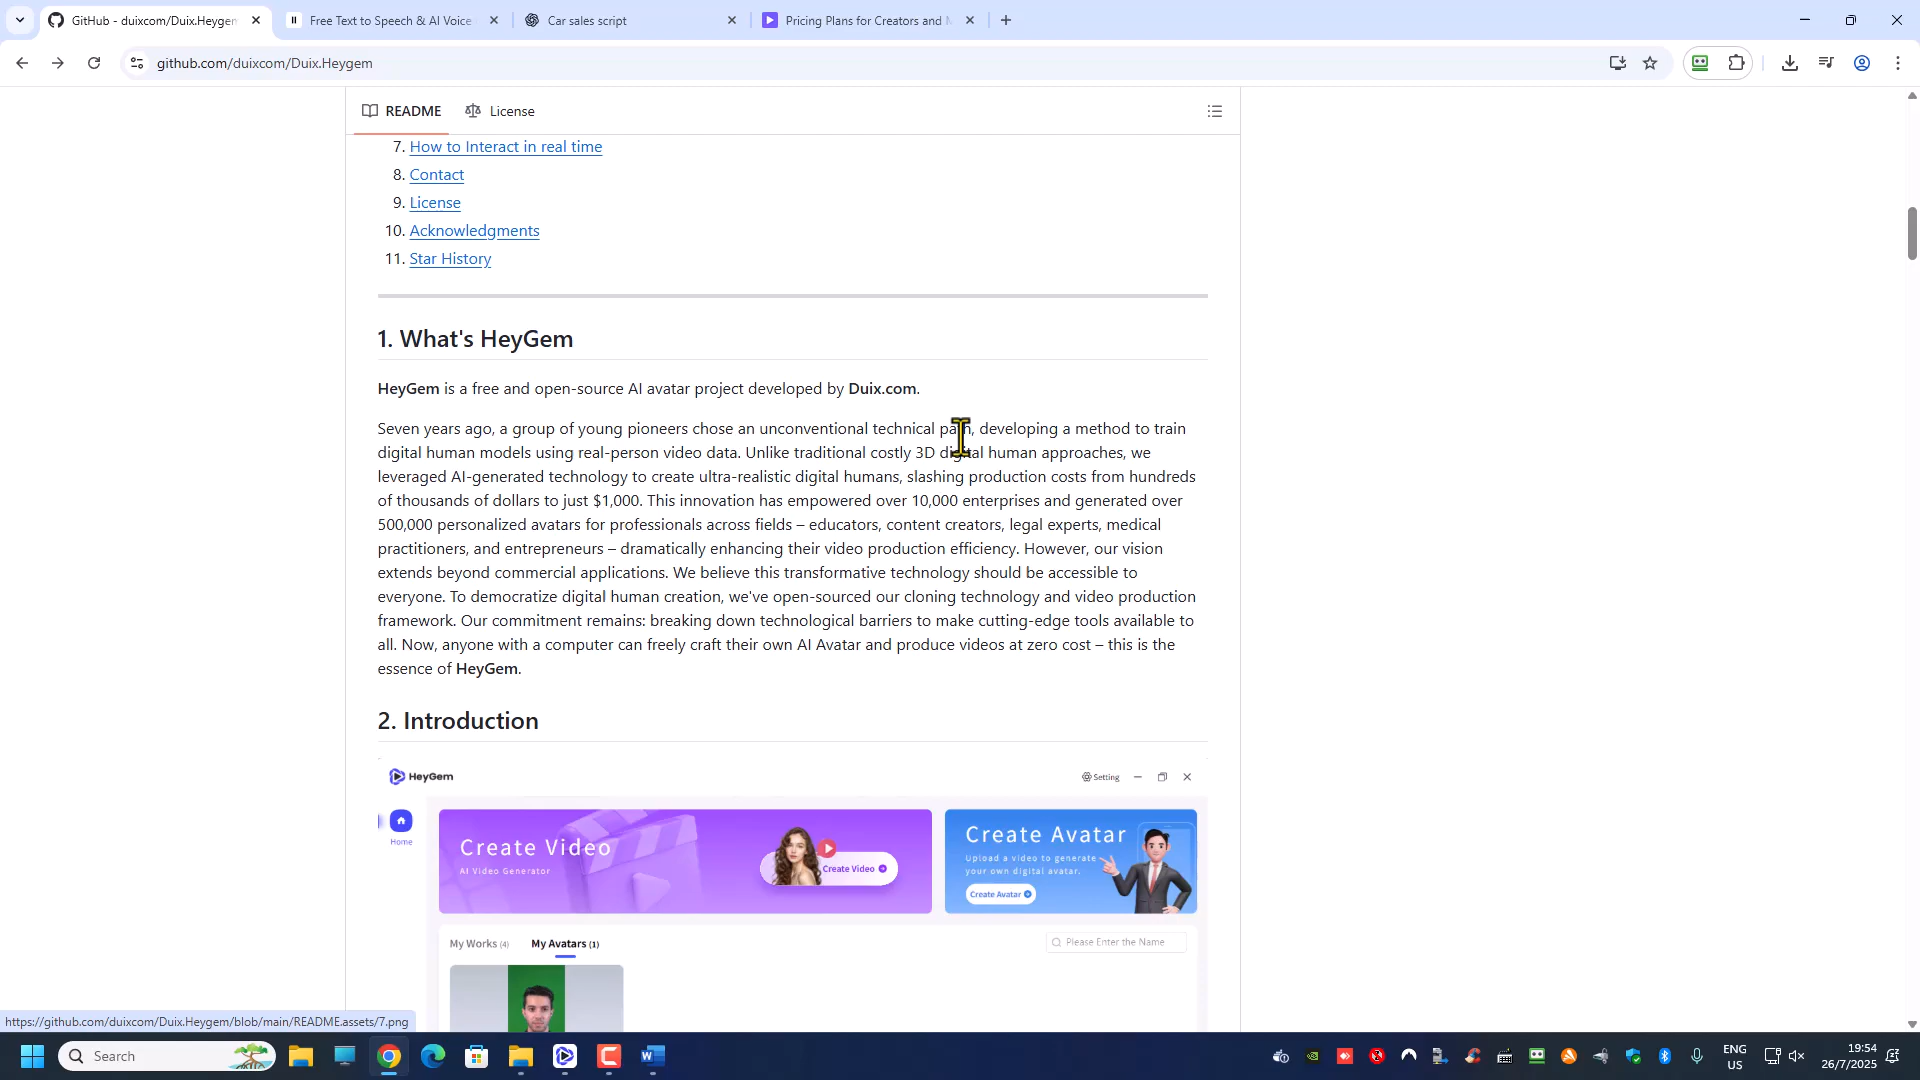 GitHub - duixcom/Duix.Heygem
Free Text to Speech & AI Voice
Car sales script
Pricing Plans for Creators and
github.com/duixcom/Duix.Heygem
README
License
7. How to Interact in real time
8. Contact
9. License
10. Acknowledgments
11. Star History
1. What's HeyGem
HeyGem is a free and open-source AI avatar project developed by Duix.com.
Seven years ago, a group of young pioneers chose an unconventional technical path, developing a method to train
digital human models using real-person video data. Unlike traditional costly 3D digital human approaches, we
leveraged AI-generated technology to create ultra-realistic digital humans, slashing production costs from hundreds
of thousands of dollars to just $1,000. This innovation has empowered over 10,000 enterprises and generated over
500,000 personalized avatars for professionals across fields – educators, content creators, legal experts, medical
practitioners, and entrepreneurs – dramatically enhancing their video production efficiency. However, our vision
extends beyond commercial applications. We believe this transformative technology should be accessible to
everyone. To democratize digital human creation, we've open-sourced our cloning technology and video production
framework. Our commitment remains: breaking down technological barriers to make cutting-edge tools available to
all. Now, anyone with a computer can freely craft their own AI Avatar and produce videos at zero cost – this is the
essence of HeyGem.
2. Introduction
HeyGem
Setting
Home
Create Video
AI Video Generator
Create Video
Create Avatar
Upload a video to generate
your own digital avatar.
Create Avatar
My Works (4)
My Avatars (1)
Please Enter the Name
https://github.com/duixcom/Duix.Heygem/blob/main/README.assets/7.png
Search
ENG
US
19:54
26/7/2025